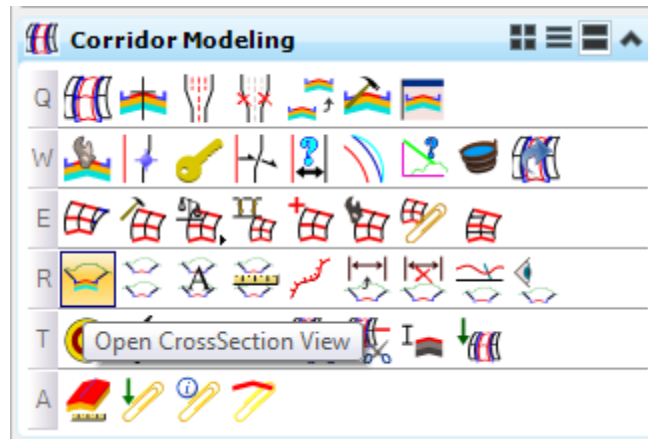 Corridor Modeling
Q
W
E
R
A
T
Open CrossSection View
A